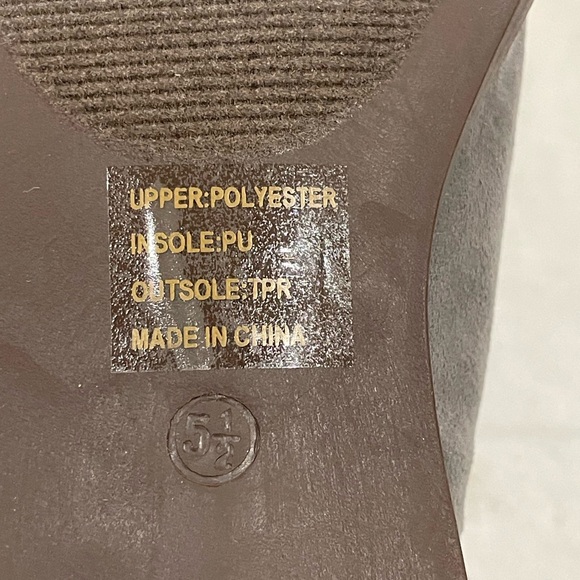 UPPER:POLYESTER
INSOLE:PU
OUTSOLE:TPR
MADE IN CHINA
5½